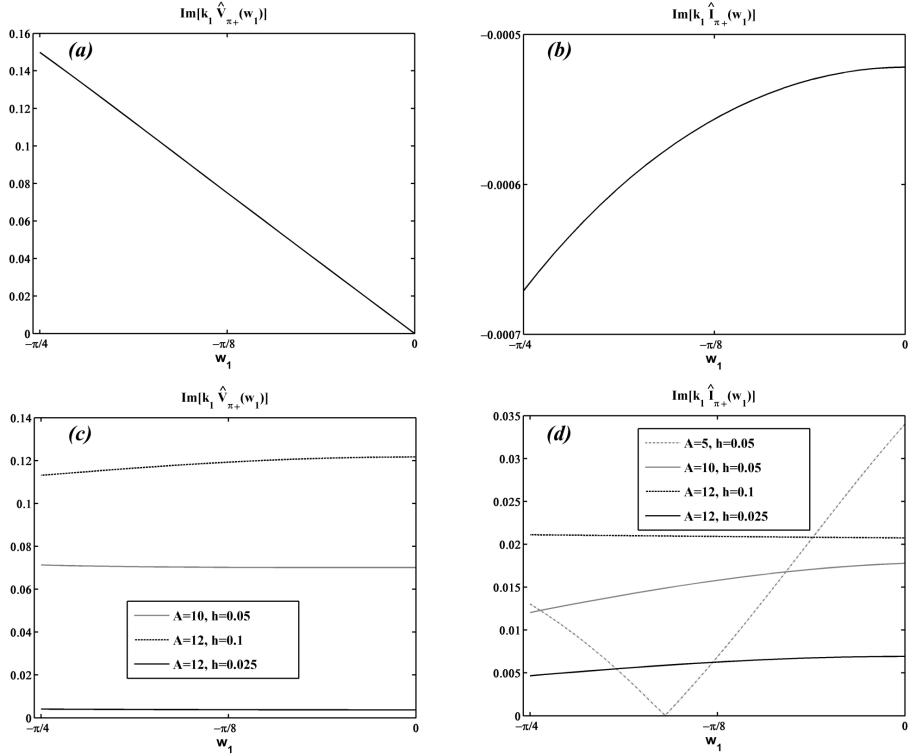 Im[k₁ V̂π+(w₁)]
(a)
0.16
0.14
0.12
0.1
0.08
0.06
0.04
0.02
0
−π/4
−π/8
0
w₁
Im[k₁ Îπ+(w₁)]
(b)
−0.0005
−0.0006
−0.0007
−π/4
−π/8
0
w₁
Im[k₁ V̂π+(w₁)]
(c)
0.14
0.12
0.1
0.08
0.06
0.04
0.02
0
A=10, h=0.05
A=12, h=0.1
A=12, h=0.025
−π/4
−π/8
0
w₁
Im[k₁ Îπ+(w₁)]
(d)
0.035
0.03
0.025
0.02
0.015
0.01
0.005
0
A=5, h=0.05
A=10, h=0.05
A=12, h=0.1
A=12, h=0.025
−π/4
−π/8
0
w₁